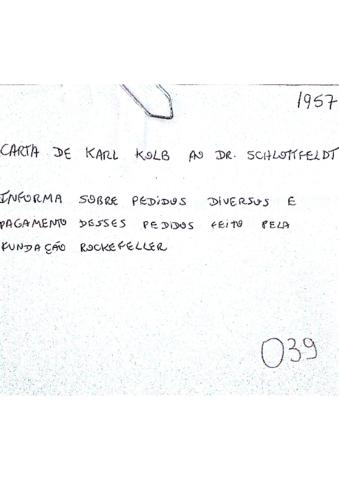 1957
CARTA DE KARL KOLB AO DR. SCHLOTTFELDT
INFORMA SOBRE PEDIDOS DIVERSOS E
PAGAMENTO DESSES PEDIDOS FEITO PELA
FUNDAÇÃO ROCKEFELLER
039